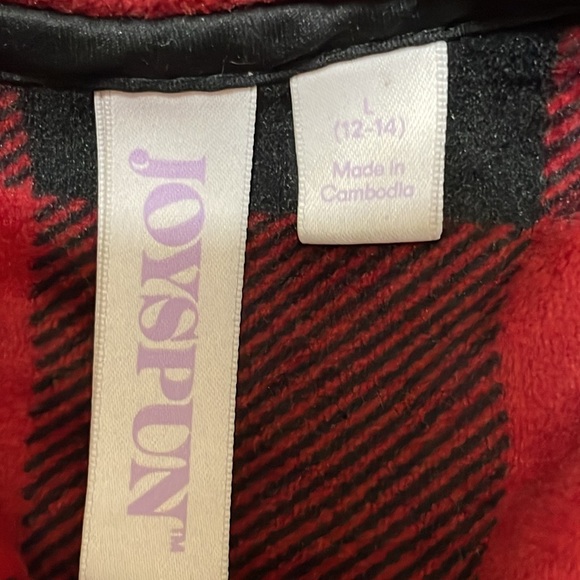 JOYSPUN™
L
(12-14)
Made in
Cambodia